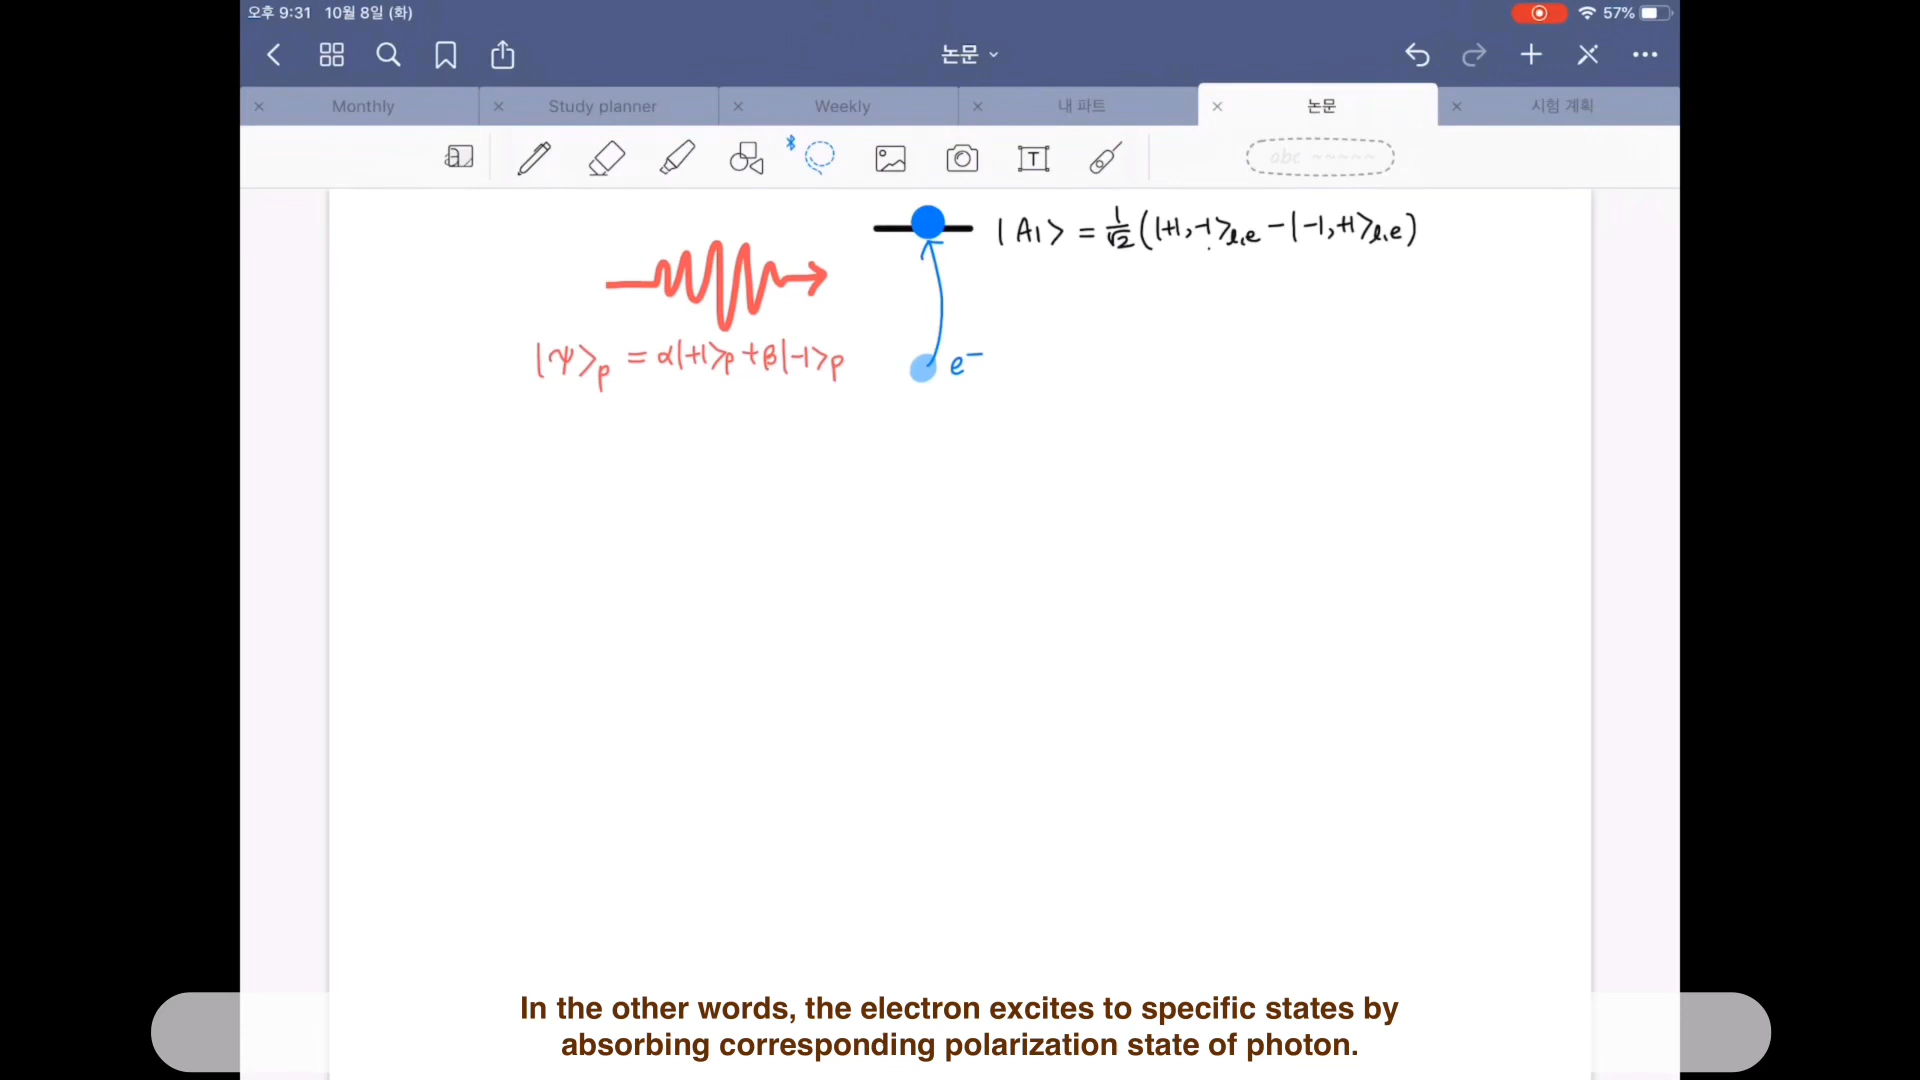 오후 9:31 10월 8일 (화) 57%
논문
Monthly Study planner Weekly 내 파트 논문 시험 계획
T abc ~~~~~
|A₁> = 1/√2 (|+1,-1>ₗ,ₑ - |-1,+1>ₗ,ₑ)
|ψ>ₚ = α|+1>ₚ + β|-1>ₚ
e⁻
In the other words, the electron excites to specific states by
absorbing corresponding polarization state of photon.